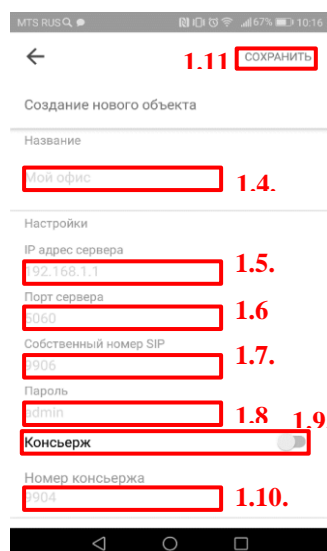 MTS RUS 67% 10:16
1.11 СОХРАНИТЬ
Создание нового объекта
Название
Мой офис 1.4.
Настройки
IP адрес сервера
192.168.1.1 1.5.
Порт сервера
5060 1.6
Собственный номер SIP
9906 1.7.
Пароль
admin 1.8
1.9
Консьерж
Номер консьержа
9904 1.10.